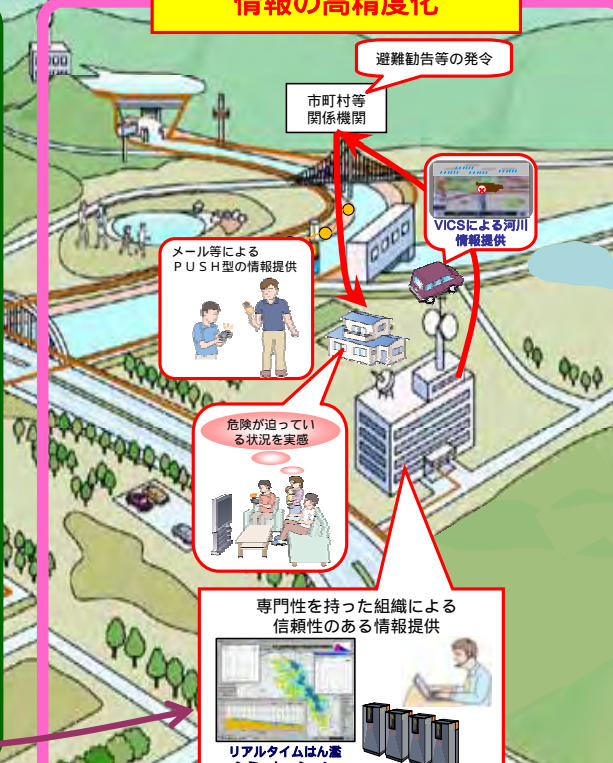 情報の高精度化
避難勧告等の発令
市町村等
関係機関
VICSによる河川
情報提供
メール等による
PUSH型の情報提供
危険が迫ってい
る状況を実感
専門性を持った組織による
信頼性のある情報提供
リアルタイムはん濫